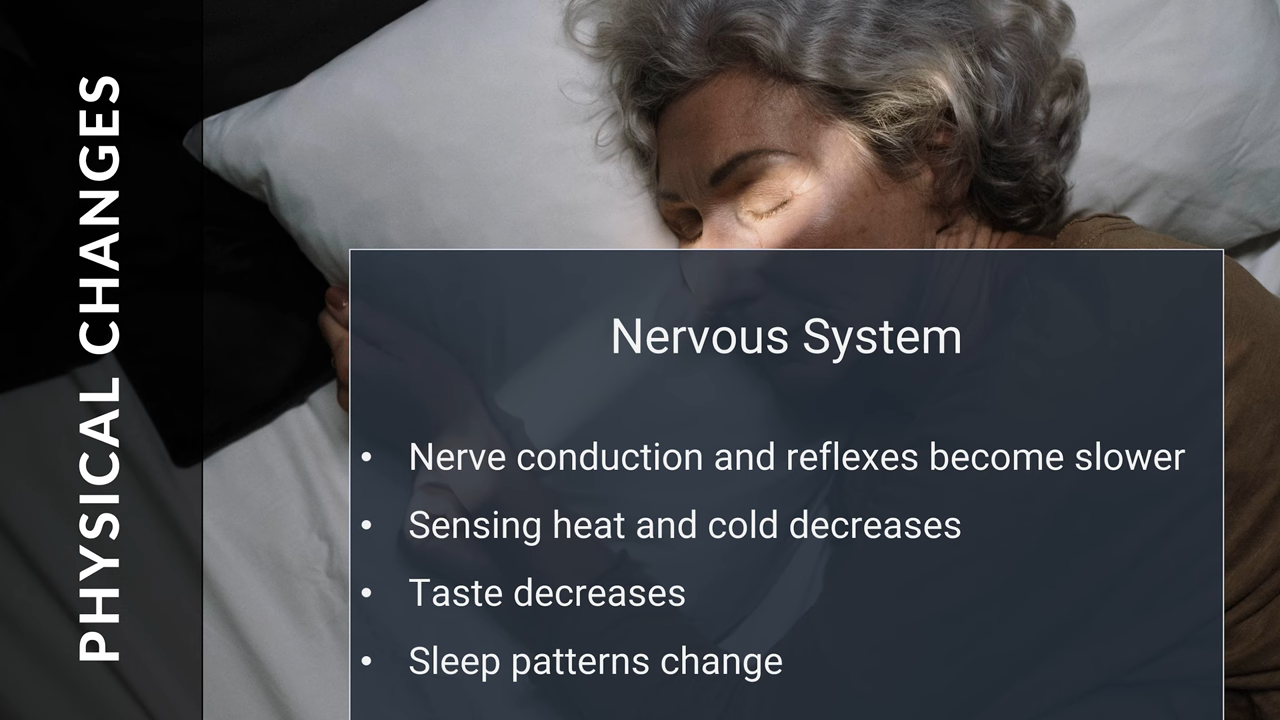 PHYSICAL CHANGES
Nervous System
• Nerve conduction and reflexes become slower
• Sensing heat and cold decreases
• Taste decreases
• Sleep patterns change